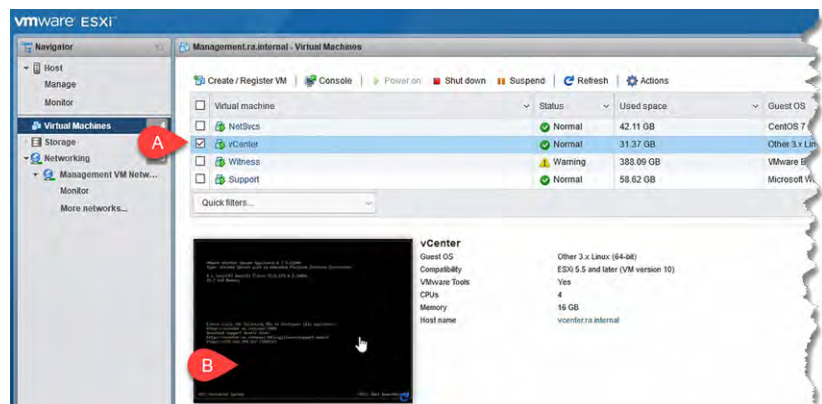 vmware ESXi™
Navigator
Management.ra.internal - Virtual Machines
Host
Manage
Monitor
Virtual Machines 4
Storage
Networking
Management VM Netw...
Monitor
More networks...
Create / Register VM Console Power on Shut down Suspend Refresh Actions
Virtual machine Status Used space Guest OS
NetSvcs Normal 42.11 GB CentOS 7
A
vCenter Normal 31.37 GB Other 3.x Lin
Witness Warning 388.09 GB VMware E
Support Normal 58.62 GB Microsoft
Quick filters...
vCenter
Guest OS Other 3.x Linux (64-bit)
Compatibility ESXi 5.5 and later (VM version 10)
VMware Tools Yes
CPUs 4
Memory 16 GB
Host name vcenter.ra.internal
B